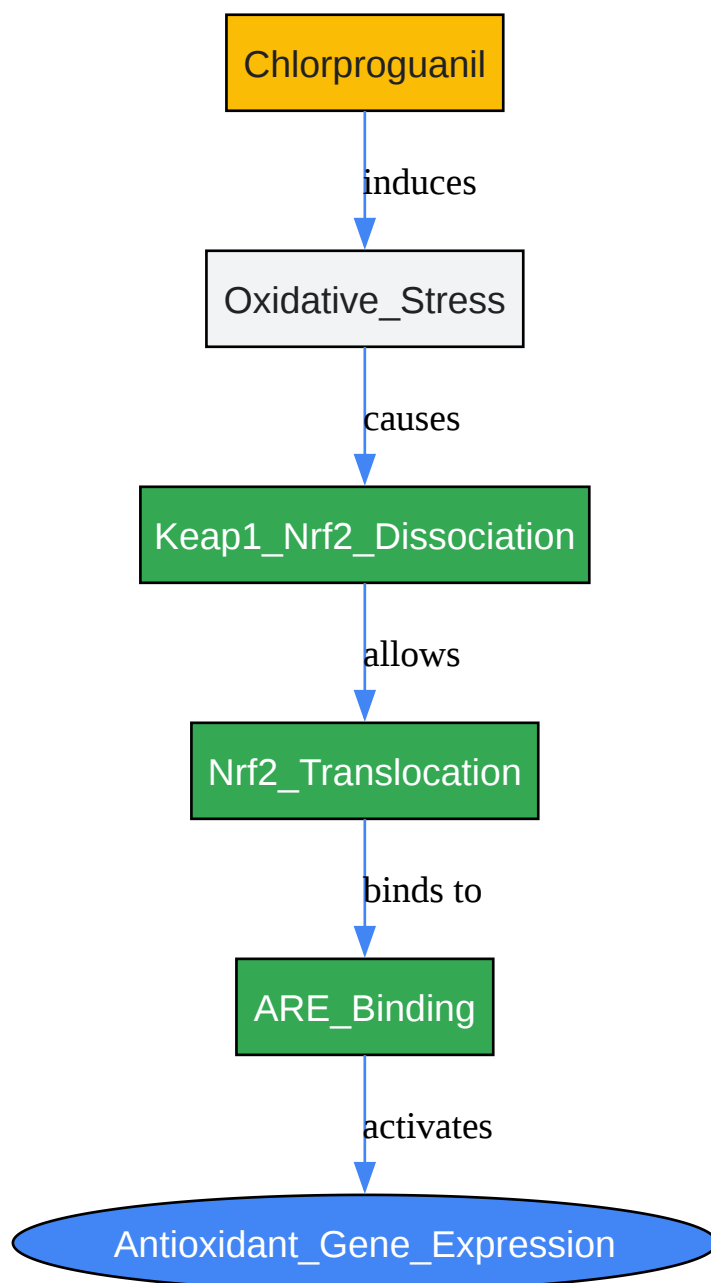 Chlorproguanil
induces
Oxidative_Stress
causes
Keap1_Nrf2_Dissociation
allows
Nrf2_Translocation
binds to
ARE_Binding
activates
Antioxidant_Gene_Expression